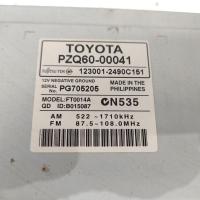 TOYOTA
PZQ60-00041
FUJITSU TEN 123001-2490C151
12V NEGATIVE GROUND
SERIAL No. PG705205
MADE IN THE PHILIPPINES
MODEL:FT0014A
QD ID:B015087
N535
AM 522 ~1710kHz
FM 87.5-108.0MHz